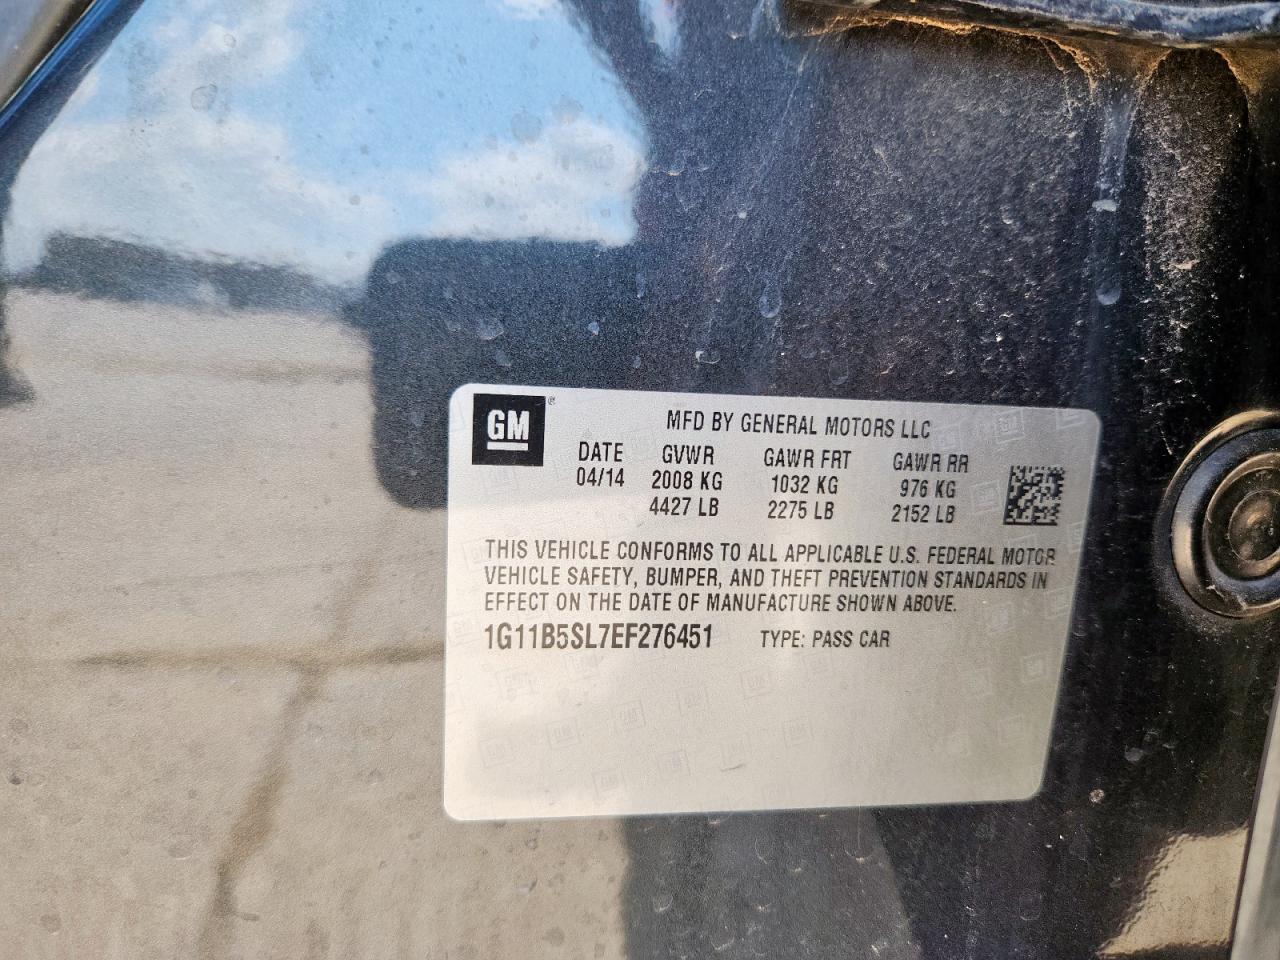 GM ®
MFD BY GENERAL MOTORS LLC
DATE GVWR GAWR FRT GAWR RR
04/14 2008 KG 1032 KG 976 KG
4427 LB 2275 LB 2152 LB
THIS VEHICLE CONFORMS TO ALL APPLICABLE U.S. FEDERAL MOTOR
VEHICLE SAFETY, BUMPER, AND THEFT PREVENTION STANDARDS IN
EFFECT ON THE DATE OF MANUFACTURE SHOWN ABOVE.
1G11B5SL7EF276451 TYPE: PASS CAR